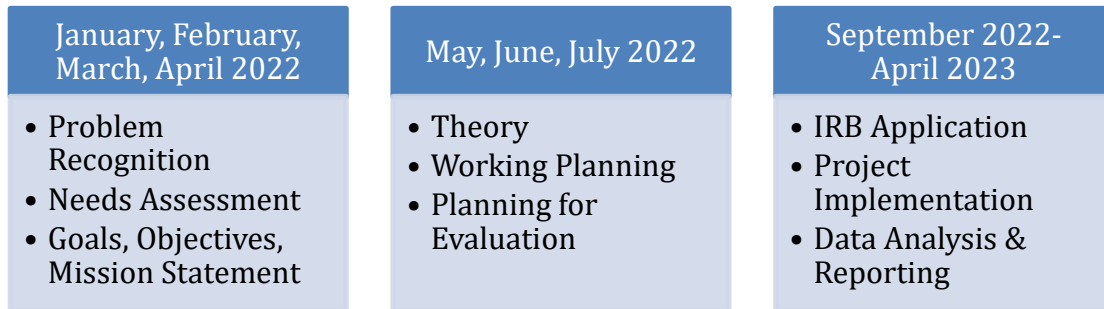 January, February,
March, April 2022
• Problem
Recognition
• Needs Assessment
• Goals, Objectives,
Mission Statement
May, June, July 2022
• Theory
• Working Planning
• Planning for
Evaluation
September 2022-
April 2023
• IRB Application
• Project
Implementation
• Data Analysis &
Reporting